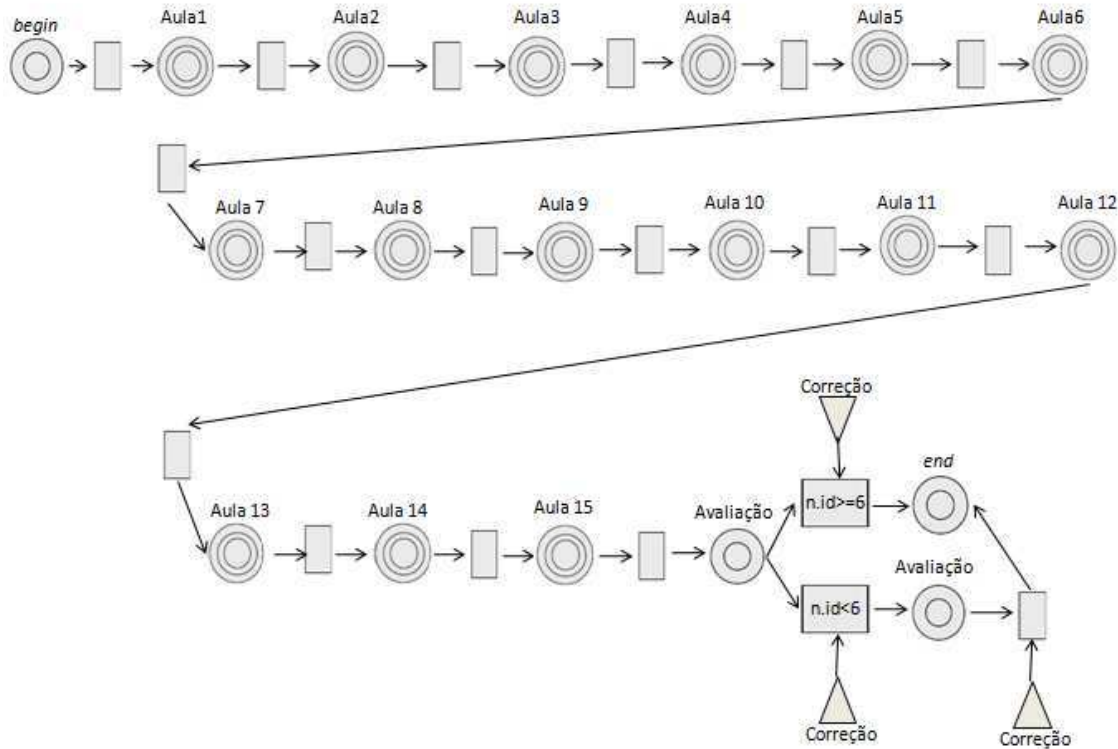 begin
Aula1
Aula2
Aula3
Aula4
Aula5
Aula6
Aula 7
Aula 8
Aula 9
Aula 10
Aula 11
Aula 12
Correção
end
n.id>=6
Aula 13
Aula 14
Aula 15
Avaliação
Avaliação
n.id<6
Correção
Correção